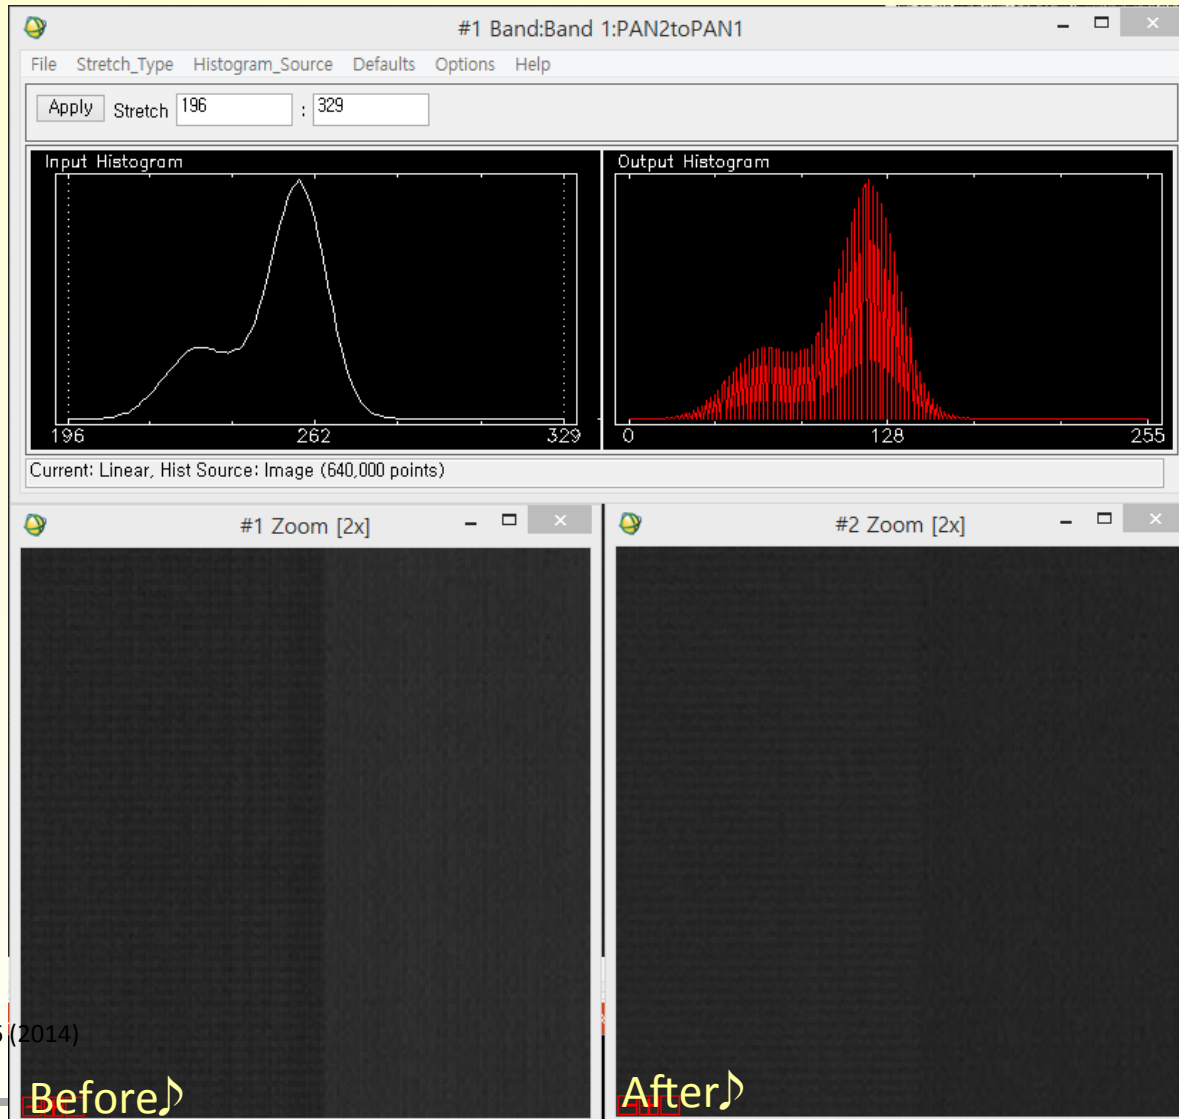 #1 Band:Band 1:PAN2toPAN1
File Stretch_Type Histogram_Source Defaults Options Help
Apply Stretch 196 : 329
Input Histogram
196 262 329
Output Histogram
0 128 255
Current: Linear, Hist Source: Image (640,000 points)
#1 Zoom [2x]
#2 Zoom [2x]
(2014)
Before♪
After♪